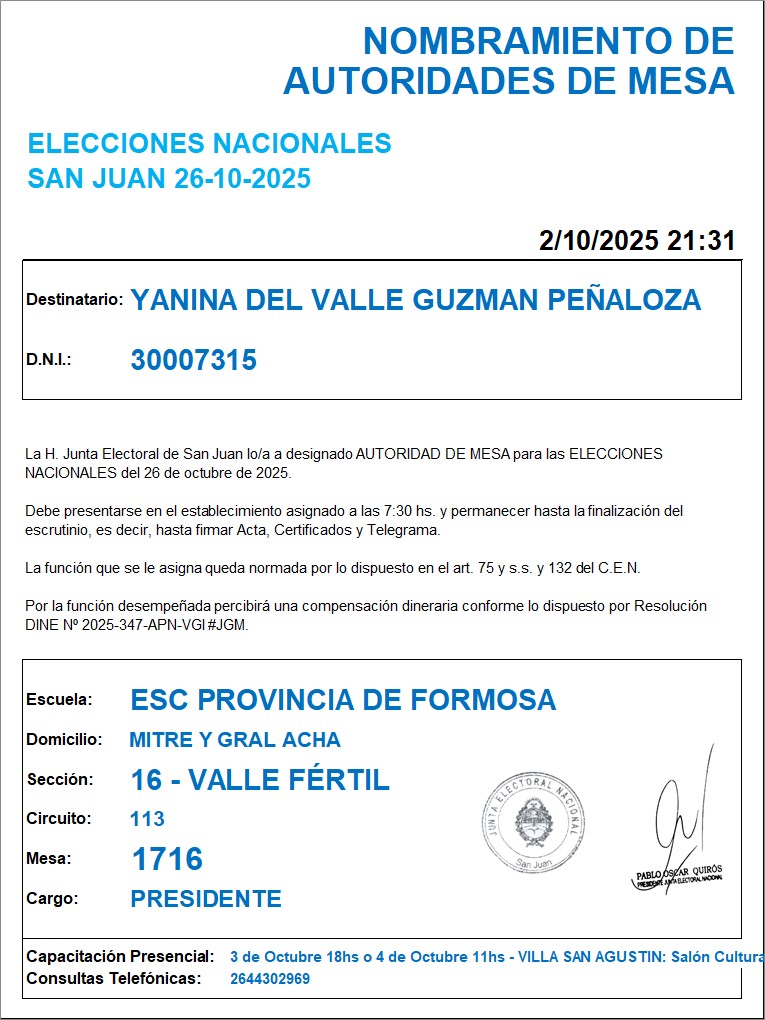 NOMBRAMIENTO DE
AUTORIDADES DE MESA
ELECCIONES NACIONALES
SAN JUAN 26-10-2025
2/10/2025 21:31
Destinatario: YANINA DEL VALLE GUZMAN PEÑALOZA
D.N.I.: 30007315
La H. Junta Electoral de San Juan lo/a a designado AUTORIDAD DE MESA para las ELECCIONES
NACIONALES del 26 de octubre de 2025.
Debe presentarse en el establecimiento asignado a las 7:30 hs. y permanecer hasta la finalización del
escrutinio, es decir, hasta firmar Acta, Certificados y Telegrama.
La función que se le asigna queda normada por lo dispuesto en el art. 75 y s.s. y 132 del C.E.N.
Por la función desempeñada percibirá una compensación dineraria conforme lo dispuesto por Resolución
DINE Nº 2025-347-APN-VGI#JGM.
Escuela: ESC PROVINCIA DE FORMOSA
Domicilio: MITRE Y GRAL ACHA
Sección: 16 - VALLE FÉRTIL
Circuito: 113
Mesa: 1716
Cargo: PRESIDENTE
JUNTA ELECTORAL NACIONAL
San Juan
PABLO OSCAR QUIRÓS
PRESIDENTE JUNTA ELECTORAL NACIONAL
Capacitación Presencial: 3 de Octubre 18hs o 4 de Octubre 11hs - VILLA SAN AGUSTIN: Salón Cultura
Consultas Telefónicas: 2644302969